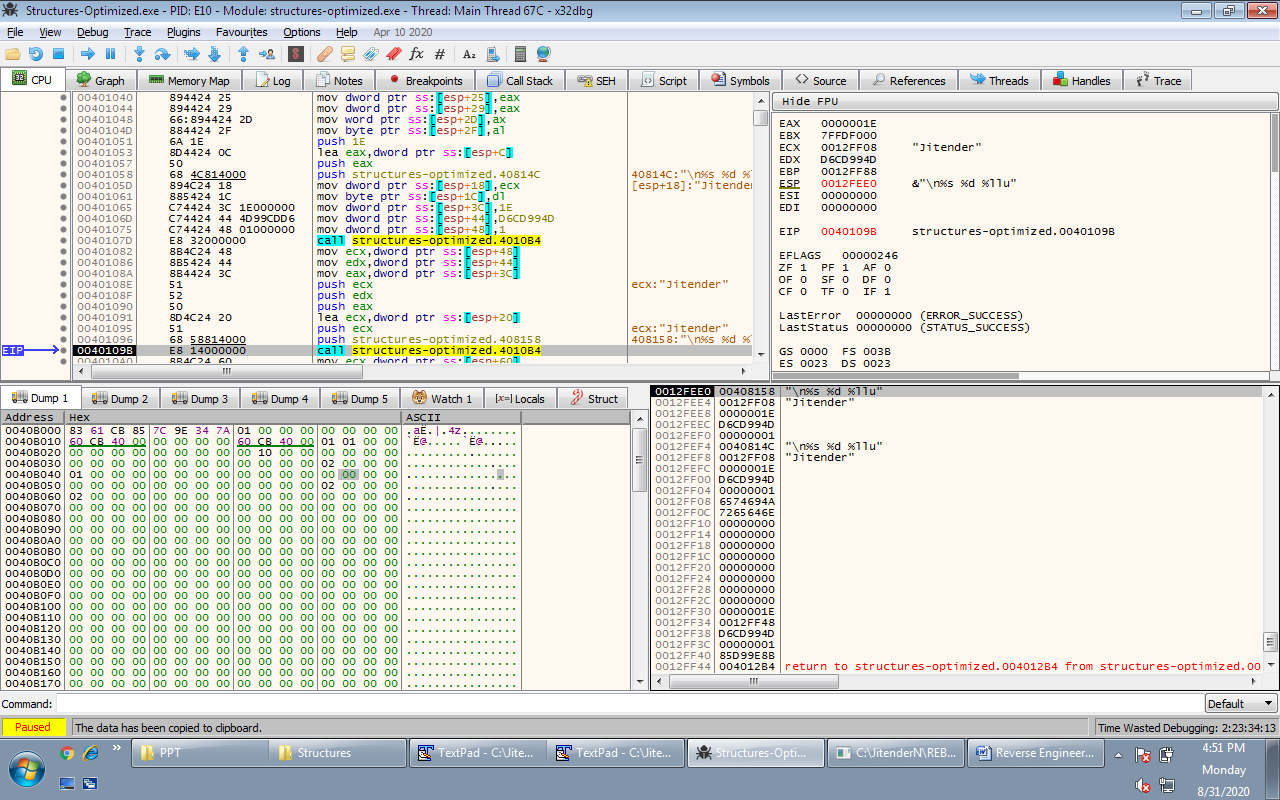 Structures-Optimized.exe - PID: E10 - Module: structures-optimized.exe - Thread: Main Thread 67C - x32dbg
File View Debug Trace Plugins Favourites Options Help Apr 10 2020
CPU Graph Memory Map Log Notes Breakpoints Call Stack SEH Script Symbols Source References Threads Handles Trace
00401040 894424 25 mov dword ptr ss:[esp+25],eax
00401044 894424 29 mov dword ptr ss:[esp+29],eax
00401048 66:894424 2D mov word ptr ss:[esp+2D],ax
0040104D 884424 2F mov byte ptr ss:[esp+2F],al
00401051 6A 1E push 1E
00401053 8D4424 0C lea eax,dword ptr ss:[esp+C]
00401057 50 push eax
00401058 68 4C814000 push structures-optimized.40814C 40814C:"\n%s %d %
0040105D 894C24 18 mov dword ptr ss:[esp+18],ecx [esp+18]:"Jitender
00401061 885424 1C mov byte ptr ss:[esp+1C],dl
00401065 C74424 3C 1E000000 mov dword ptr ss:[esp+3C],1E
0040106D C74424 44 4D99CDD6 mov dword ptr ss:[esp+44],D6CD994D
00401075 C74424 48 01000000 mov dword ptr ss:[esp+48],1
0040107D E8 32000000 call structures-optimized.4010B4
00401082 8B4C24 48 mov ecx,dword ptr ss:[esp+48]
00401086 8B5424 44 mov edx,dword ptr ss:[esp+44]
0040108A 8B4424 3C mov eax,dword ptr ss:[esp+3C]
0040108E 51 push ecx ecx:"Jitender"
0040108F 52 push edx
00401090 50 push eax
00401091 8D4C24 20 lea ecx,dword ptr ss:[esp+20]
00401095 51 push ecx ecx:"Jitender"
00401096 68 58814000 push structures-optimized.408158 408158:"\n%s %d %
EIP 0040109B E8 14000000 call structures-optimized.4010B4
004010A0 8B4C24 60 mov ecx,dword ptr ss:[esp+60]
Hide FPU
EAX 0000001E
EBX 7FFDF000
ECX 0012FF08 "Jitender"
EDX D6CD994D
EBP 0012FF88
ESP 0012FEE0 &"\n%s %d %llu"
ESI 00000000
EDI 00000000
EIP 0040109B structures-optimized.0040109B
EFLAGS 00000246
ZF 1 PF 1 AF 0
OF 0 SF 0 DF 0
CF 0 TF 0 IF 1
LastError 00000000 (ERROR_SUCCESS)
LastStatus 00000000 (STATUS_SUCCESS)
GS 0000 FS 003B
ES 0023 DS 0023
Dump 1 Dump 2 Dump 3 Dump 4 Dump 5 Watch 1 Locals Struct
Address Hex ASCII
0040B000 83 61 CB 85 7C 9E 34 7A 01 00 00 00 00 00 00 00 .aË.|.4z........
0040B010 60 CB 40 00 00 00 00 00 60 CB 40 00 01 01 00 00 `Ë@.....`Ë@.....
0040B020 00 00 00 00 00 00 00 00 00 10 00 00 00 00 00 00 ................
0040B030 00 00 00 00 00 00 00 00 00 00 00 00 02 00 00 00 ................
0040B040 01 00 00 00 00 00 00 00 00 00 00 00 00 00 00 00 ................
0040B050 00 00 00 00 00 00 00 00 00 00 00 00 02 00 00 00 ................
0040B060 02 00 00 00 00 00 00 00 00 00 00 00 00 00 00 00 ................
0040B070 00 00 00 00 00 00 00 00 00 00 00 00 00 00 00 00 ................
0040B080 00 00 00 00 00 00 00 00 00 00 00 00 00 00 00 00 ................
0040B090 00 00 00 00 00 00 00 00 00 00 00 00 00 00 00 00 ................
0040B0A0 00 00 00 00 00 00 00 00 00 00 00 00 00 00 00 00 ................
0040B0B0 00 00 00 00 00 00 00 00 00 00 00 00 00 00 00 00 ................
0040B0C0 00 00 00 00 00 00 00 00 00 00 00 00 00 00 00 00 ................
0040B0D0 00 00 00 00 00 00 00 00 00 00 00 00 00 00 00 00 ................
0040B0E0 00 00 00 00 00 00 00 00 00 00 00 00 00 00 00 00 ................
0040B0F0 00 00 00 00 00 00 00 00 00 00 00 00 00 00 00 00 ................
0040B100 00 00 00 00 00 00 00 00 00 00 00 00 00 00 00 00 ................
0040B110 00 00 00 00 00 00 00 00 00 00 00 00 00 00 00 00 ................
0040B120 00 00 00 00 00 00 00 00 00 00 00 00 00 00 00 00 ................
0040B130 00 00 00 00 00 00 00 00 00 00 00 00 00 00 00 00 ................
0040B140 00 00 00 00 00 00 00 00 00 00 00 00 00 00 00 00 ................
0040B150 00 00 00 00 00 00 00 00 00 00 00 00 00 00 00 00 ................
0040B160 00 00 00 00 00 00 00 00 00 00 00 00 00 00 00 00 ................
0040B170 00 00 00 00 00 00 00 00 00 00 00 00 00 00 00 00 ................
0012FEE0 00408158 "\n%s %d %llu"
0012FEE4 0012FF08 "Jitender"
0012FEE8 0000001E
0012FEEC D6CD994D
0012FEF0 00000001
0012FEF4 0040814C "\n%s %d %llu"
0012FEF8 0012FF08 "Jitender"
0012FEFC 0000001E
0012FF00 D6CD994D
0012FF04 00000001
0012FF08 6574694A
0012FF0C 7265646E
0012FF10 00000000
0012FF14 00000000
0012FF18 00000000
0012FF1C 00000000
0012FF20 00000000
0012FF24 00000000
0012FF28 00000000
0012FF2C 00000000
0012FF30 0000001E
0012FF34 0012FF48
0012FF38 D6CD994D
0012FF3C 00000001
0012FF40 85D99E8B
0012FF44 004012B4 return to structures-optimized.004012B4 from structures-optimized.00
Command: Default
Paused The data has been copied to clipboard. Time Wasted Debugging: 2:23:34:13
PPT Structures TextPad - C:\Jite... TextPad - C:\Jite... Structures-Opti... C:\JitenderN\REB... Reverse Engineer...
4:51 PM
Monday
8/31/2020